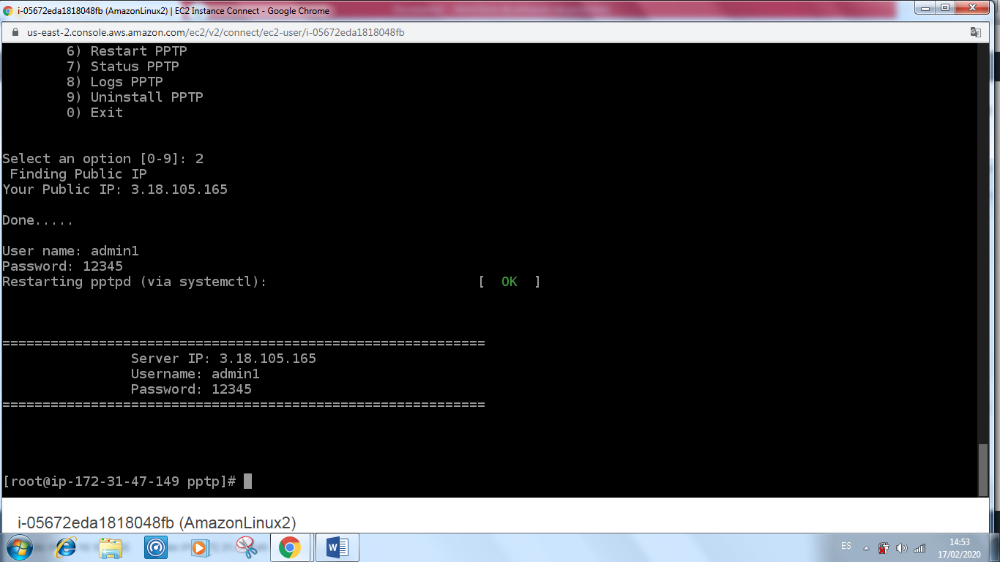 i-05672eda1818048fb (AmazonLinux2) | EC2 Instance Connect - Google Chrome
us-east-2.console.aws.amazon.com/ec2/v2/connect/ec2-user/i-05672eda1818048fb
6) Restart PPTP
7) Status PPTP
8) Logs PPTP
9) Uninstall PPTP
0) Exit
Select an option [0-9]: 2
Finding Public IP
Your Public IP: 3.18.105.165
Done.....
User name: admin1
Password: 12345
Restarting pptpd (via systemctl): [ OK ]
============================================================
Server IP: 3.18.105.165
Username: admin1
Password: 12345
============================================================
[root@ip-172-31-47-149 pptp]#
i-05672eda1818048fb (AmazonLinux2)
ES
14:53
17/02/2020